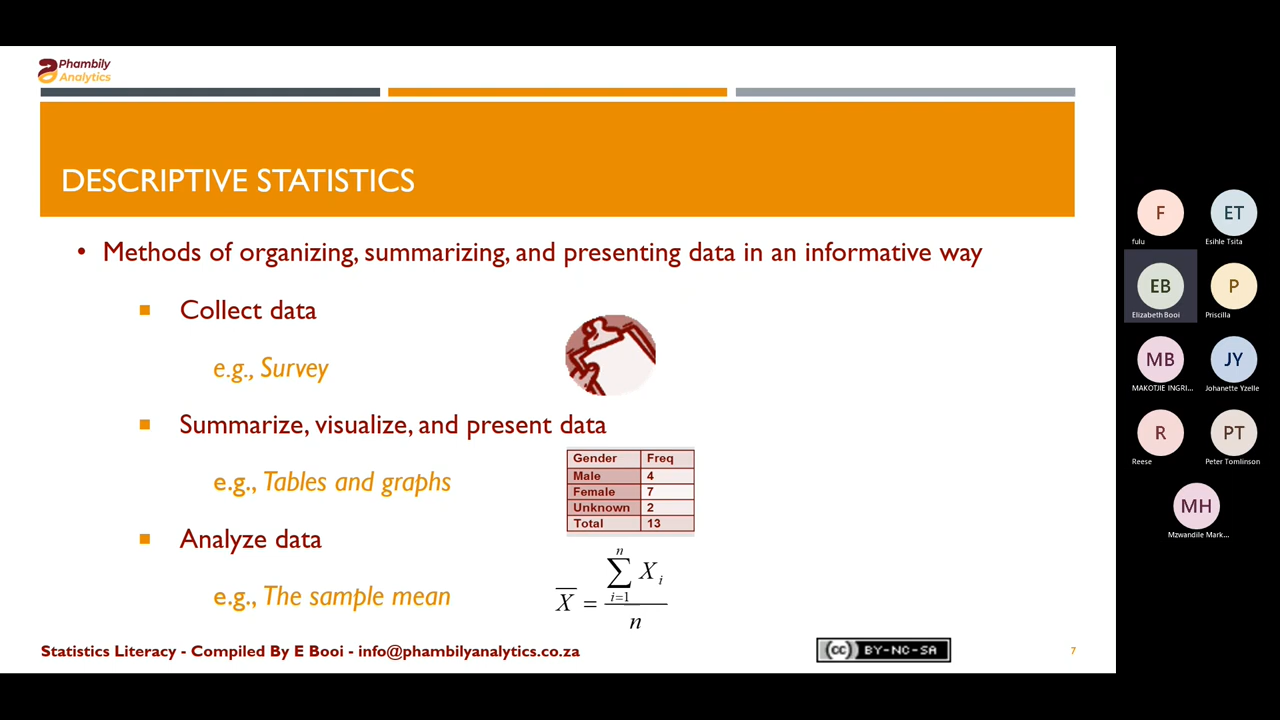 Phambily
Analytics
DESCRIPTIVE STATISTICS
• Methods of organizing, summarizing, and presenting data in an informative way
Collect data
e.g., Survey
Summarize, visualize, and present data
e.g., Tables and graphs
Gender Freq
Male 4
Female 7
Unknown 2
Total 13
Analyze data
e.g., The sample mean
X̅ = ∑ⁿᵢ₌₁ Xᵢ / n
Statistics Literacy - Compiled By E Booi - info@phambilyanalytics.co.za
(cc) BY-NC-SA
7
F
fulu
ET
Esihle Tsita
EB
Elizabeth Booi
P
Priscilla
MB
MAKOTJIE INGRI...
JY
Johanette Yzelle
R
Reese
PT
Peter Tomlinson
MH
Mzwandile Mark...